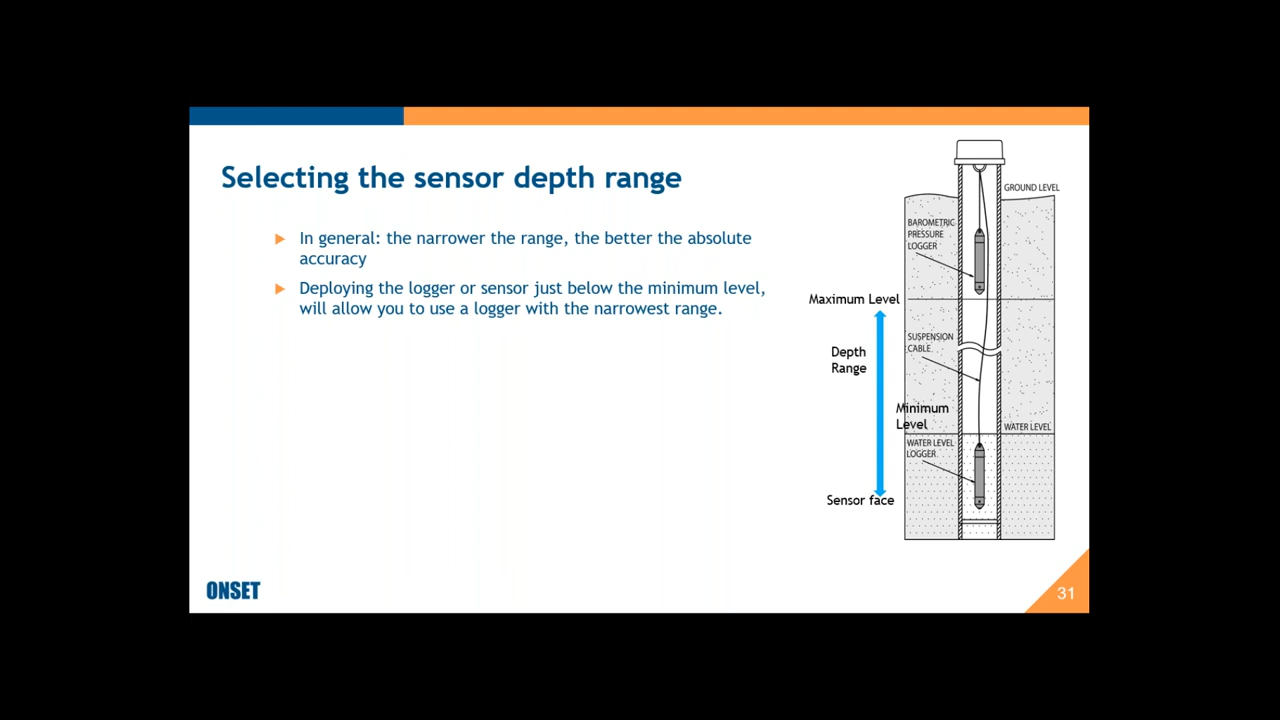 Selecting the sensor depth range
In general: the narrower the range, the better the absolute
accuracy
Deploying the logger or sensor just below the minimum level,
will allow you to use a logger with the narrowest range.
GROUND LEVEL
BAROMETRIC
PRESSURE
LOGGER
Maximum Level
SUSPENSION
CABLE
Depth
Range
Minimum
Level
WATER LEVEL
WATER LEVEL
LOGGER
Sensor face
ONSET
31